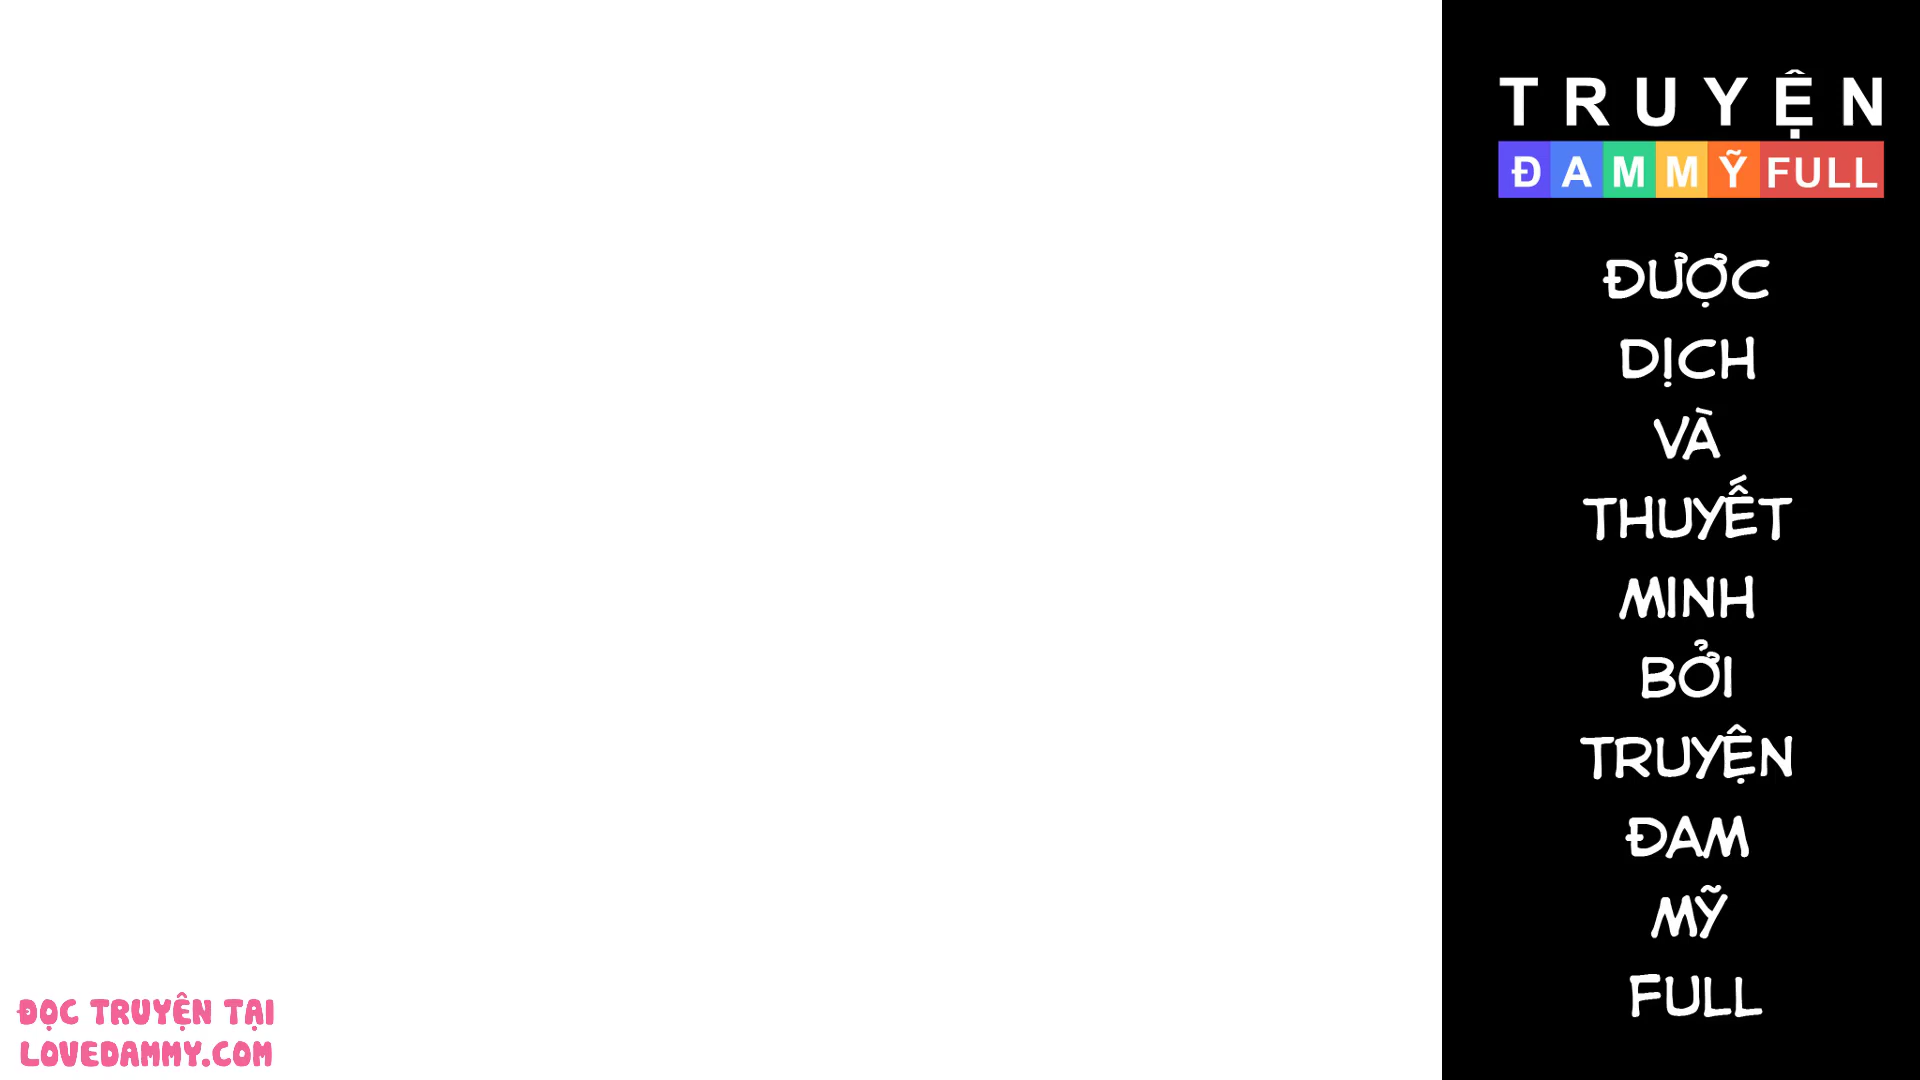 TRUYỆN
ĐAMMỸFULL
ĐƯỢC
DỊCH
VÀ
THUYẾT
MINH
BỞI
TRUYỆN
ĐAM
MỸ
FULL
ĐỌC TRUYỆN TẠI
LOVEDAMMY.COM